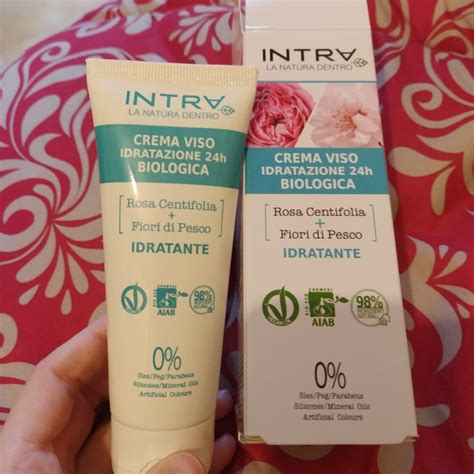 INTRA
LA NATURA DENTRO
CREMA VISO
IDRATAZIONE 24h
BIOLOGICA
Rosa Centifolia
+
Fiori di Pesco
IDRATANTE
AIAB
98%
0%
Sles/Peg/Parabens
Silicones/Mineral Oils
Artificial Colours
INTRA
LA NATURA DENTRO
CREMA VISO
IDRATAZIONE 24h
BIOLOGICA
Rosa Centifolia
+
Fiori di Pesco
IDRATANTE
AIAB
98%
0%
Sles/Peg/Parabens
Silicones/Mineral Oils
Artificial Colours